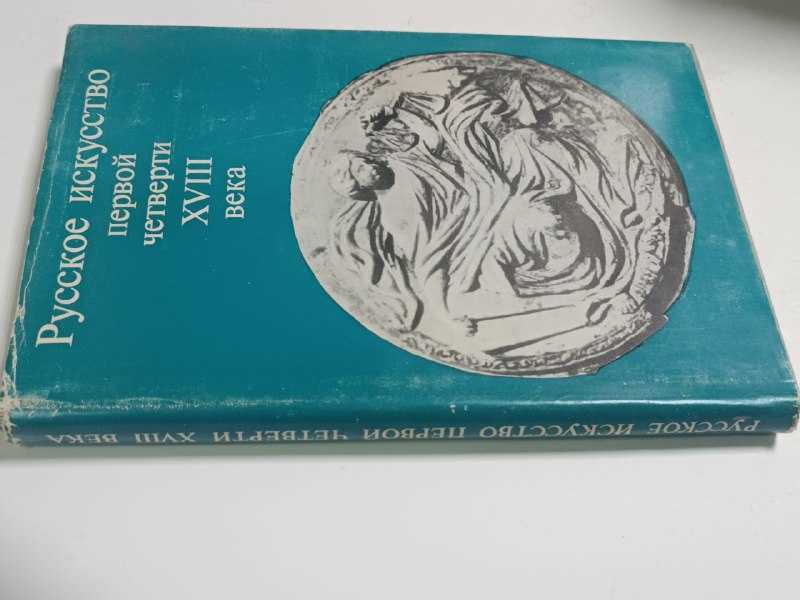 Русское искусство
первой
четверти
XVIII
века
РУССКОЕ ИСКУССТВО ПЕРВОЙ ЧЕТВЕРТИ XVIII ВЕКА